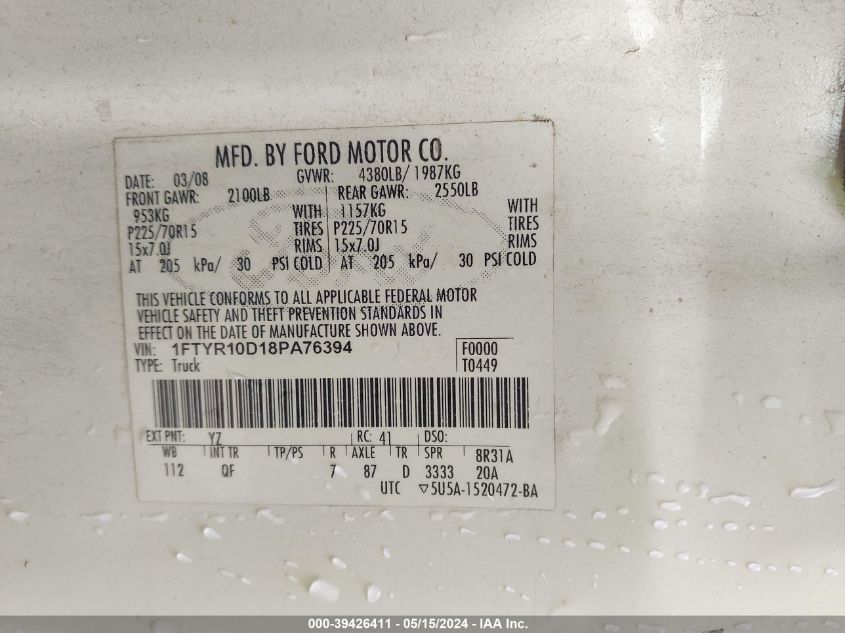 MFD. BY FORD MOTOR CO.
DATE: 03/08 GVWR: 4380LB/ 1987KG
FRONT GAWR: 2100LB REAR GAWR: 2550LB
953KG WITH 1157KG WITH
P225/70R15 TIRES P225/70R15 TIRES
15x7.0J RIMS 15x7.0J RIMS
AT 205 kPa/ 30 PSI COLD AT 205 kPa/ 30 PSI COLD
THIS VEHICLE CONFORMS TO ALL APPLICABLE FEDERAL MOTOR
VEHICLE SAFETY AND THEFT PREVENTION STANDARDS IN
EFFECT ON THE DATE OF MANUFACTURE SHOWN ABOVE.
VIN: 1FTYR10D18PA76394 F0000
TYPE: Truck T0449
EXT PNT: YZ RC: 41 DSO:
WB INT TR TP/PS R AXLE TR SPR 8R31A
112 QF 7 87 D 3333 20A
UTC ▽5U5A-1520472-BA
000-39426411 - 05/15/2024 - IAA Inc.